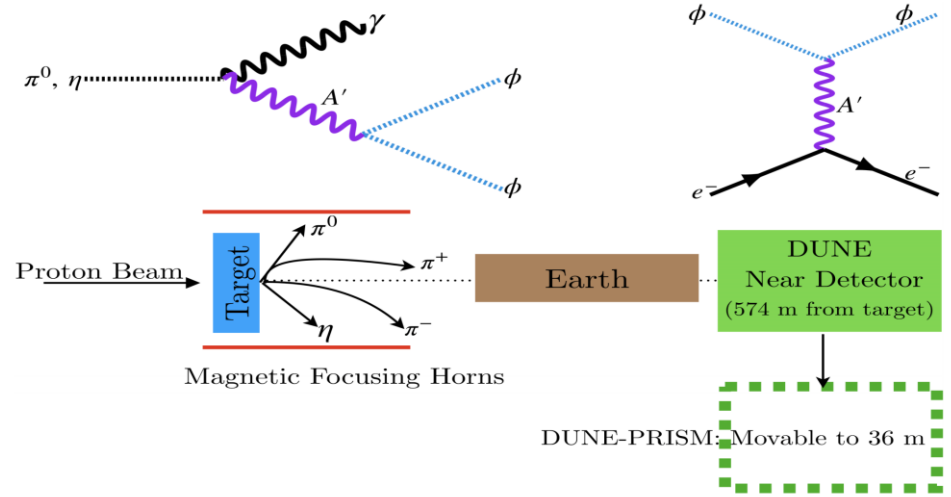 γ
π⁰, η
A′
ϕ
ϕ
ϕ
ϕ
A′
e⁻
e⁻
Proton Beam
Target
π⁰
π⁺
η
π⁻
Earth
DUNE
Near Detector
(574 m from target)
Magnetic Focusing Horns
DUNE-PRISM: Movable to 36 m